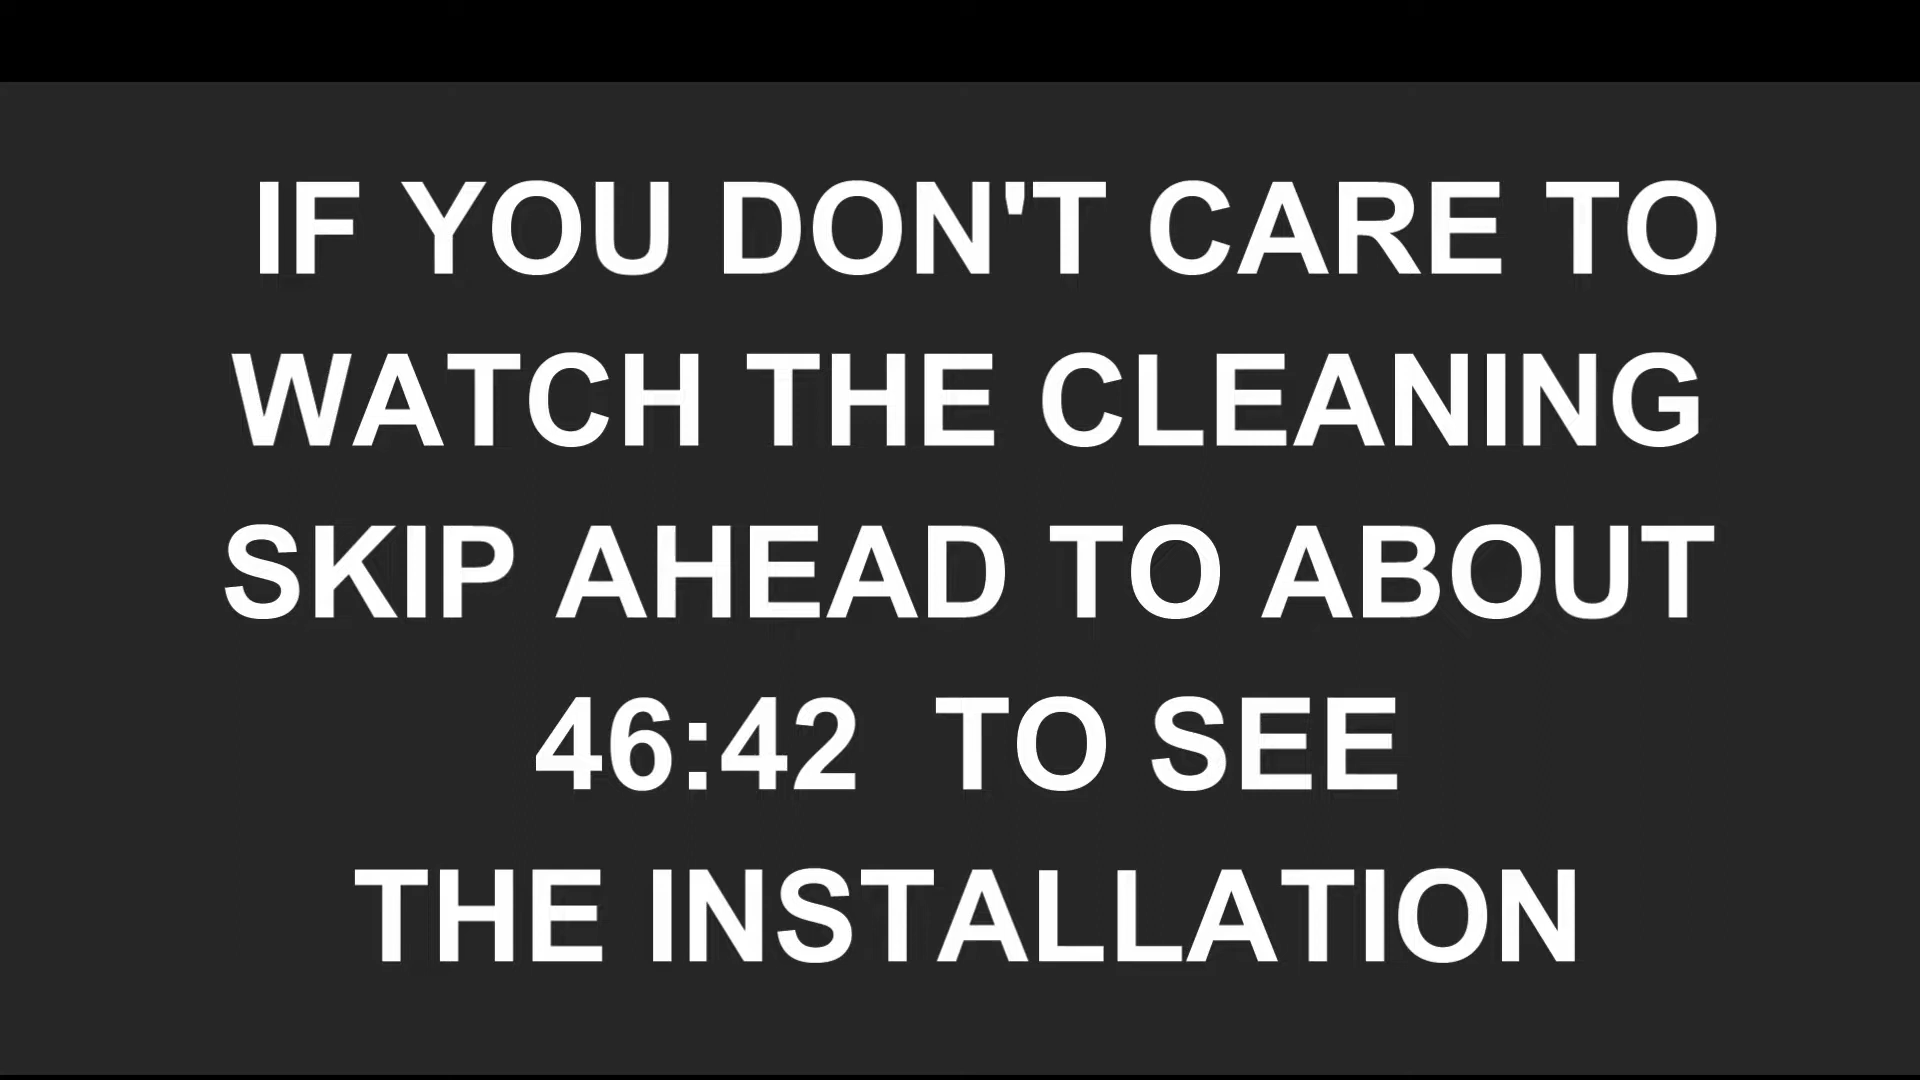 IF YOU DON'T CARE TO
WATCH THE CLEANING
SKIP AHEAD TO ABOUT
46:42  TO SEE
THE INSTALLATION